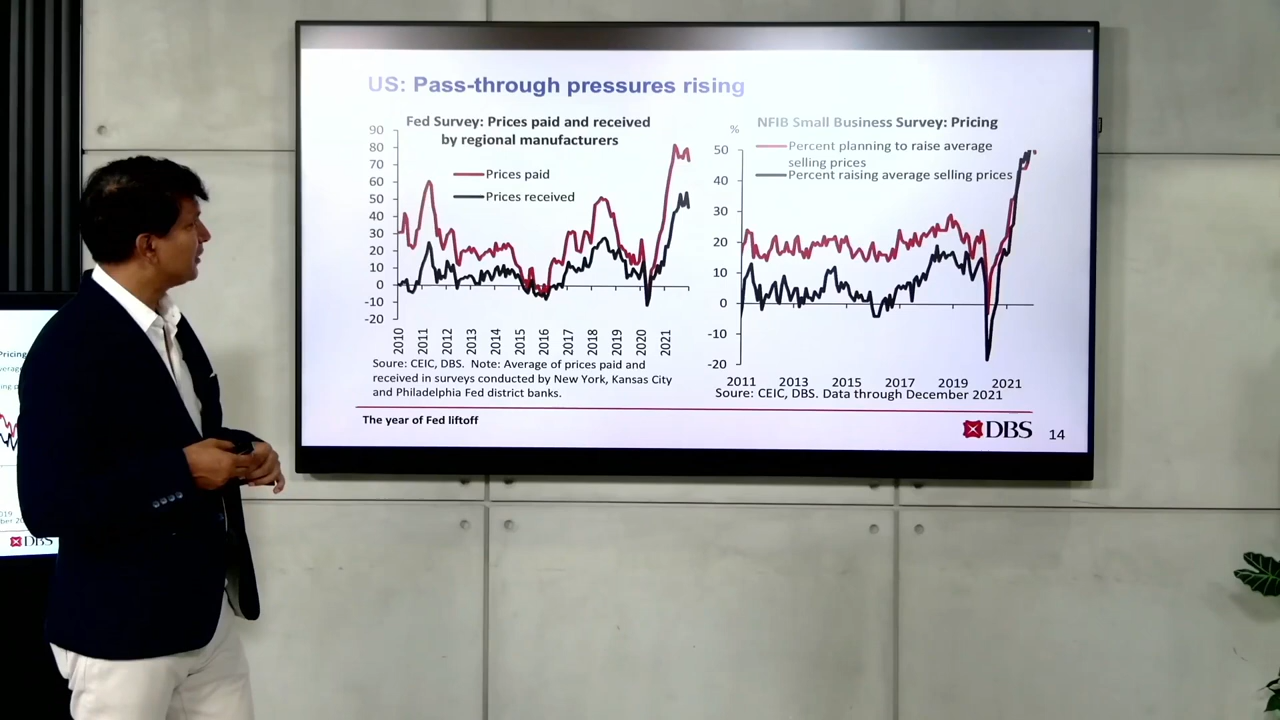 US: Pass-through pressures rising
Fed Survey: Prices paid and received
by regional manufacturers
90
80
70
60
50
40
30
20
10
0
-10
-20
Prices paid
Prices received
2010
2011
2012
2013
2014
2015
2016
2017
2018
2019
2020
2021
Soure: CEIC, DBS. Note: Average of prices paid and
received in surveys conducted by New York, Kansas City
and Philadelphia Fed district banks.
NFIB Small Business Survey: Pricing
%
Percent planning to raise average
selling prices
Percent raising average selling prices
50
40
30
20
10
0
-10
-20
2011 2013 2015 2017 2019 2021
Soure: CEIC, DBS. Data through December 2021
The year of Fed liftoff
DBS
14
Pricing
DBS